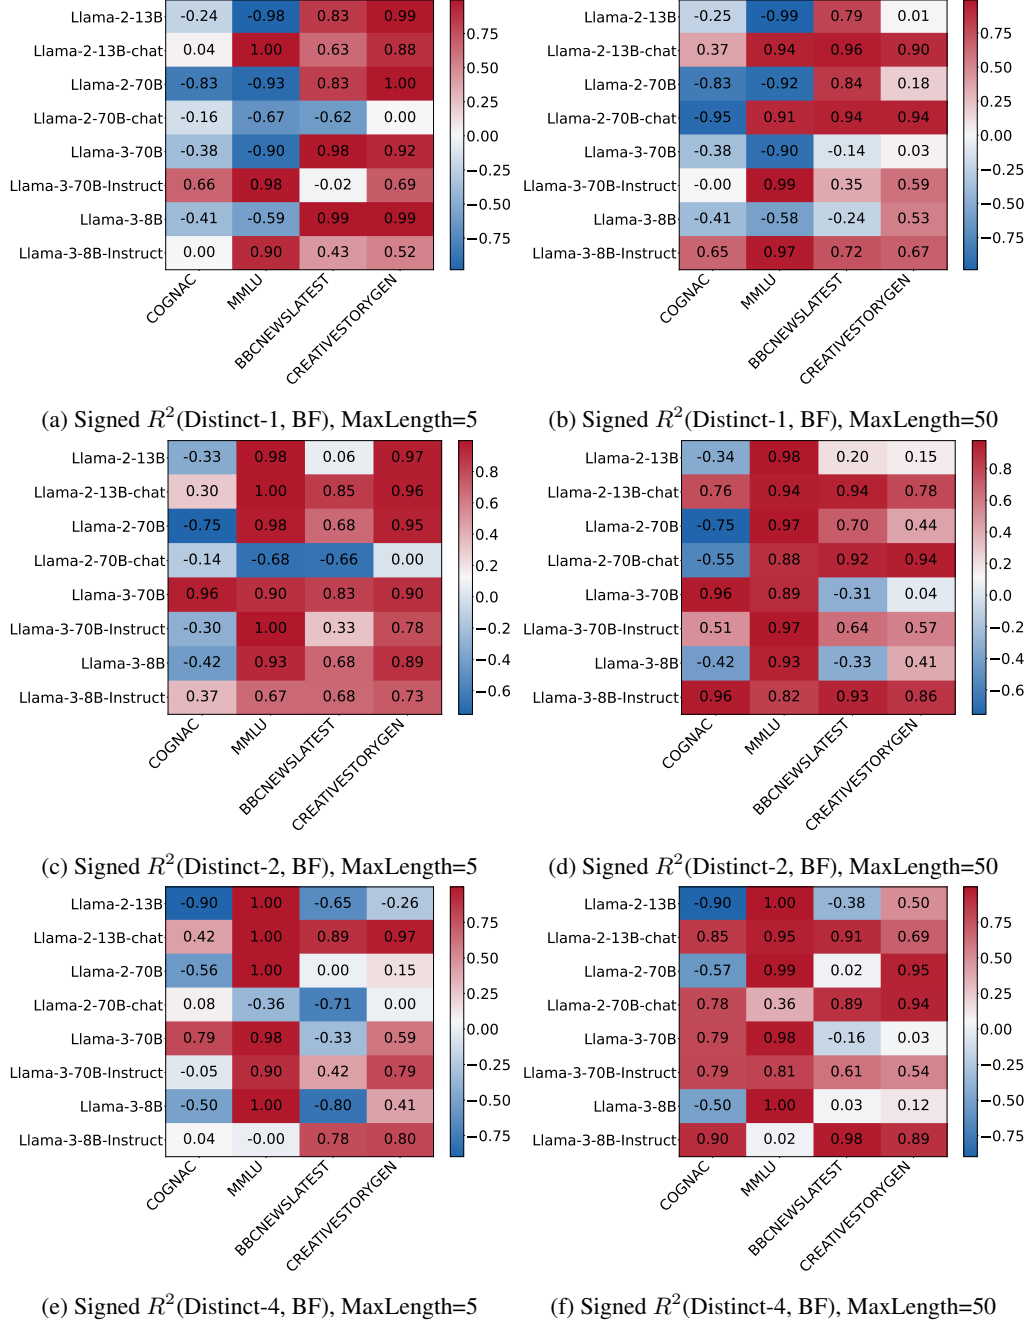 Llama-2-13B -0.24 -0.98 0.83 0.99 0.75
Llama-2-13B-chat 0.04 1.00 0.63 0.88 0.50
Llama-2-70B -0.83 -0.93 0.83 1.00 0.25
Llama-2-70B-chat -0.16 -0.67 -0.62 0.00 0.00
Llama-3-70B -0.38 -0.90 0.98 0.92 −0.25
Llama-3-70B-Instruct 0.66 0.98 -0.02 0.69 −0.50
Llama-3-8B -0.41 -0.59 0.99 0.99 −0.75
Llama-3-8B-Instruct 0.00 0.90 0.43 0.52
COGNAC MMLU BBCNEWSLATEST CREATIVESTORYGEN
(a) Signed R²(Distinct-1, BF), MaxLength=5
Llama-2-13B -0.25 -0.99 0.79 0.01 0.75
Llama-2-13B-chat 0.37 0.94 0.96 0.90 0.50
Llama-2-70B -0.83 -0.92 0.84 0.18 0.25
Llama-2-70B-chat -0.95 0.91 0.94 0.94 0.00
Llama-3-70B -0.38 -0.90 -0.14 0.03 −0.25
Llama-3-70B-Instruct -0.00 0.99 0.35 0.59 −0.50
Llama-3-8B -0.41 -0.58 -0.24 0.53 −0.75
Llama-3-8B-Instruct 0.65 0.97 0.72 0.67
COGNAC MMLU BBCNEWSLATEST CREATIVESTORYGEN
(b) Signed R²(Distinct-1, BF), MaxLength=50
Llama-2-13B -0.33 0.98 0.06 0.97 0.8
Llama-2-13B-chat 0.30 1.00 0.85 0.96 0.6
Llama-2-70B -0.75 0.98 0.68 0.95 0.4
Llama-2-70B-chat -0.14 -0.68 -0.66 0.00 0.2
Llama-3-70B 0.96 0.90 0.83 0.90 0.0
Llama-3-70B-Instruct -0.30 1.00 0.33 0.78 −0.2
Llama-3-8B -0.42 0.93 0.68 0.89 −0.4
Llama-3-8B-Instruct 0.37 0.67 0.68 0.73 −0.6
COGNAC MMLU BBCNEWSLATEST CREATIVESTORYGEN
(c) Signed R²(Distinct-2, BF), MaxLength=5
Llama-2-13B -0.34 0.98 0.20 0.15 0.8
Llama-2-13B-chat 0.76 0.94 0.94 0.78 0.6
Llama-2-70B -0.75 0.97 0.70 0.44 0.4
Llama-2-70B-chat -0.55 0.88 0.92 0.94 0.2
Llama-3-70B 0.96 0.89 -0.31 0.04 0.0
Llama-3-70B-Instruct 0.51 0.97 0.64 0.57 −0.2
Llama-3-8B -0.42 0.93 -0.33 0.41 −0.4
Llama-3-8B-Instruct 0.96 0.82 0.93 0.86 −0.6
COGNAC MMLU BBCNEWSLATEST CREATIVESTORYGEN
(d) Signed R²(Distinct-2, BF), MaxLength=50
Llama-2-13B -0.90 1.00 -0.65 -0.26 0.75
Llama-2-13B-chat 0.42 1.00 0.89 0.97 0.50
Llama-2-70B -0.56 1.00 0.00 0.15 0.25
Llama-2-70B-chat 0.08 -0.36 -0.71 0.00 0.00
Llama-3-70B 0.79 0.98 -0.33 0.59 −0.25
Llama-3-70B-Instruct -0.05 0.90 0.42 0.79 −0.50
Llama-3-8B -0.50 1.00 -0.80 0.41 −0.75
Llama-3-8B-Instruct 0.04 -0.00 0.78 0.80
COGNAC MMLU BBCNEWSLATEST CREATIVESTORYGEN
(e) Signed R²(Distinct-4, BF), MaxLength=5
Llama-2-13B -0.90 1.00 -0.38 0.50 0.75
Llama-2-13B-chat 0.85 0.95 0.91 0.69 0.50
Llama-2-70B -0.57 0.99 0.02 0.95 0.25
Llama-2-70B-chat 0.78 0.36 0.89 0.94 0.00
Llama-3-70B 0.79 0.98 -0.16 0.03 −0.25
Llama-3-70B-Instruct 0.79 0.81 0.61 0.54 −0.50
Llama-3-8B -0.50 1.00 0.03 0.12 −0.75
Llama-3-8B-Instruct 0.90 0.02 0.98 0.89
COGNAC MMLU BBCNEWSLATEST CREATIVESTORYGEN
(f) Signed R²(Distinct-4, BF), MaxLength=50